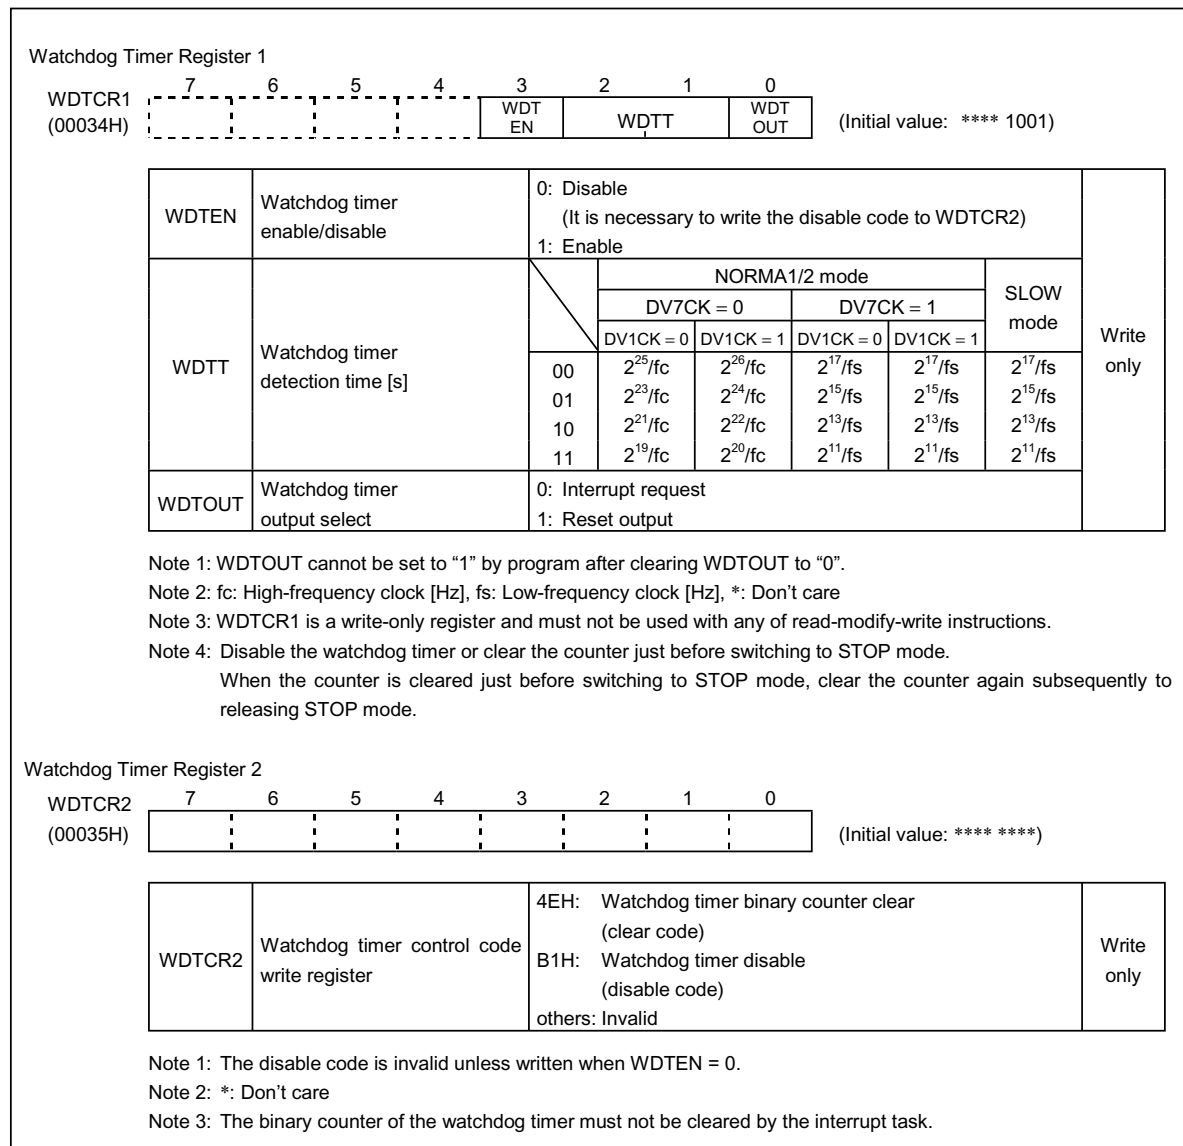 Watchdog Timer Register 1
7 6 5 4 3 2 1 0
WDTCR1
(00034H)
WDT
EN
WDTT
WDT
OUT
(Initial value: **** 1001)
WDTEN
Watchdog timer
enable/disable
0: Disable
(It is necessary to write the disable code to WDTCR2)
1: Enable
Write
only
WDTT
Watchdog timer
detection time [s]
NORMA1/2 mode
SLOW
mode
DV7CK = 0 DV7CK = 1
DV1CK = 0 DV1CK = 1 DV1CK = 0 DV1CK = 1
00 2^25/fc 2^26/fc 2^17/fs 2^17/fs 2^17/fs
01 2^23/fc 2^24/fc 2^15/fs 2^15/fs 2^15/fs
10 2^21/fc 2^22/fc 2^13/fs 2^13/fs 2^13/fs
11 2^19/fc 2^20/fc 2^11/fs 2^11/fs 2^11/fs
WDTOUT
Watchdog timer
output select
0: Interrupt request
1: Reset output
Note 1: WDTOUT cannot be set to “1” by program after clearing WDTOUT to “0”.
Note 2: fc: High-frequency clock [Hz], fs: Low-frequency clock [Hz], *: Don’t care
Note 3: WDTCR1 is a write-only register and must not be used with any of read-modify-write instructions.
Note 4: Disable the watchdog timer or clear the counter just before switching to STOP mode.
When the counter is cleared just before switching to STOP mode, clear the counter again subsequently to
releasing STOP mode.
Watchdog Timer Register 2
WDTCR2
(00035H)
7 6 5 4 3 2 1 0
(Initial value: **** ****)
WDTCR2
Watchdog timer control code
write register
4EH: Watchdog timer binary counter clear
(clear code)
B1H: Watchdog timer disable
(disable code)
others: Invalid
Write
only
Note 1: The disable code is invalid unless written when WDTEN = 0.
Note 2: *: Don’t care
Note 3: The binary counter of the watchdog timer must not be cleared by the interrupt task.